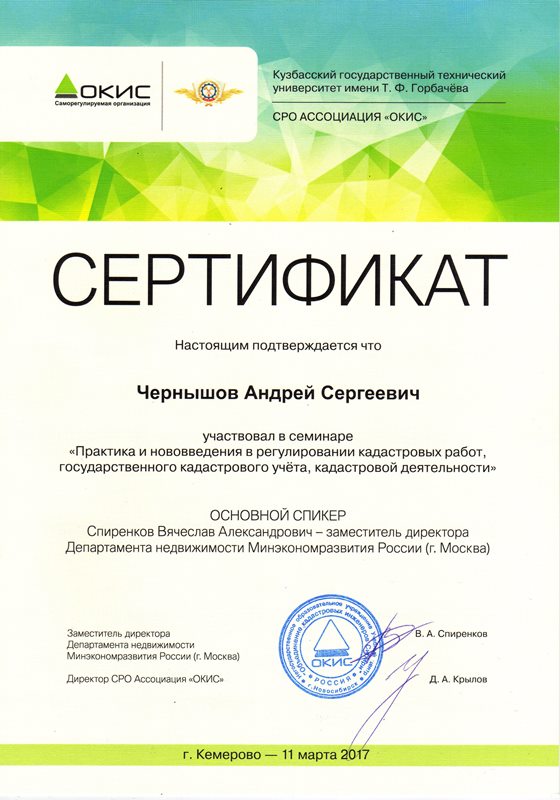 ОКИС
Саморегулируемая организация
Кузбасский государственный технический
университет имени Т. Ф. Горбачёва
СРО АССОЦИАЦИЯ «ОКИС»
СЕРТИФИКАТ
Настоящим подтверждается что
Чернышов Андрей Сергеевич
участвовал в семинаре
«Практика и нововведения в регулировании кадастровых работ,
государственного кадастрового учёта, кадастровой деятельности»
ОСНОВНОЙ СПИКЕР
Спиренков Вячеслав Александрович – заместитель директора
Департамента недвижимости Минэкономразвития России (г. Москва)
Заместитель директора
Департамента недвижимости
Минэкономразвития России (г. Москва)
В. А. Спиренков
Директор СРО Ассоциация «ОКИС»
Д. А. Крылов
ОКИС
РОССИЯ
г. Новосибирск
г. Кемерово — 11 марта 2017